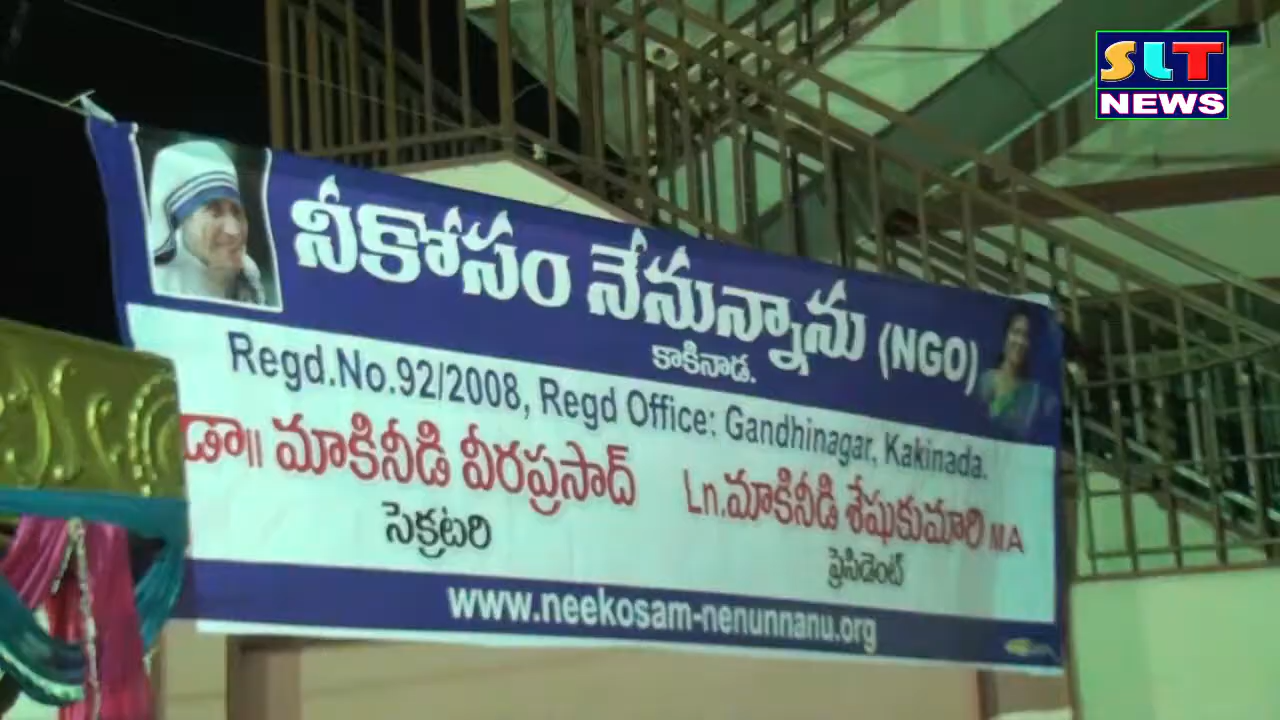 SLT
NEWS
నీకోసం నేనున్నాను (NGO)
కాకినాడ.
Regd.No.92/2008, Regd Office: Gandhinagar, Kakinada.
డా॥ మాకినీడి వీరప్రసాద్
సెక్రటరి
Ln.మాకినీడి శేషుకుమారి M.A
ప్రెసిడెంట్
www.neekosam-nenunnanu.org